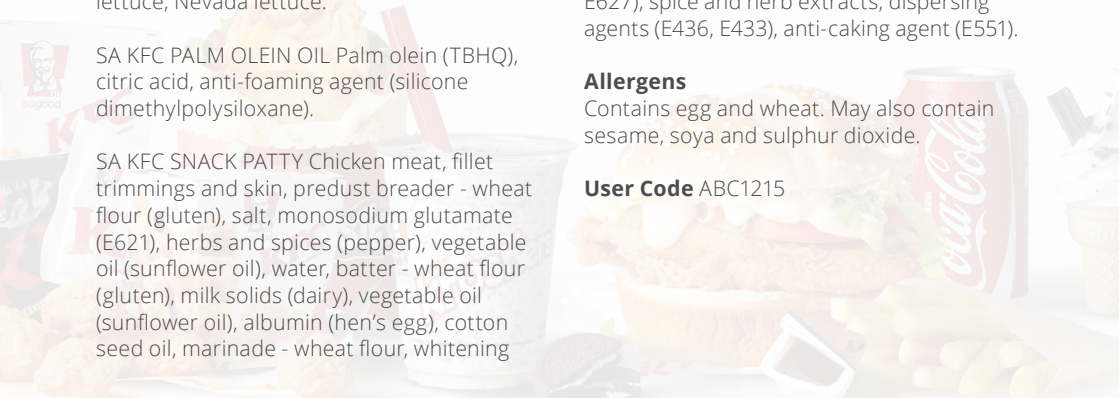 lettuce, Nevada lettuce.
SA KFC PALM OLEIN OIL Palm olein (TBHQ),
citric acid, anti-foaming agent (silicone
dimethylpolysiloxane).
SA KFC SNACK PATTY Chicken meat, fillet
trimmings and skin, predust breader - wheat
flour (gluten), salt, monosodium glutamate
(E621), herbs and spices (pepper), vegetable
oil (sunflower oil), water, batter - wheat flour
(gluten), milk solids (dairy), vegetable oil
(sunflower oil), albumin (hen’s egg), cotton
seed oil, marinade - wheat flour, whitening
E627), spice and herb extracts, dispersing
agents (E436, E433), anti-caking agent (E551).
Allergens
Contains egg and wheat. May also contain
sesame, soya and sulphur dioxide.
User Code ABC1215
sogood
Coca-Cola